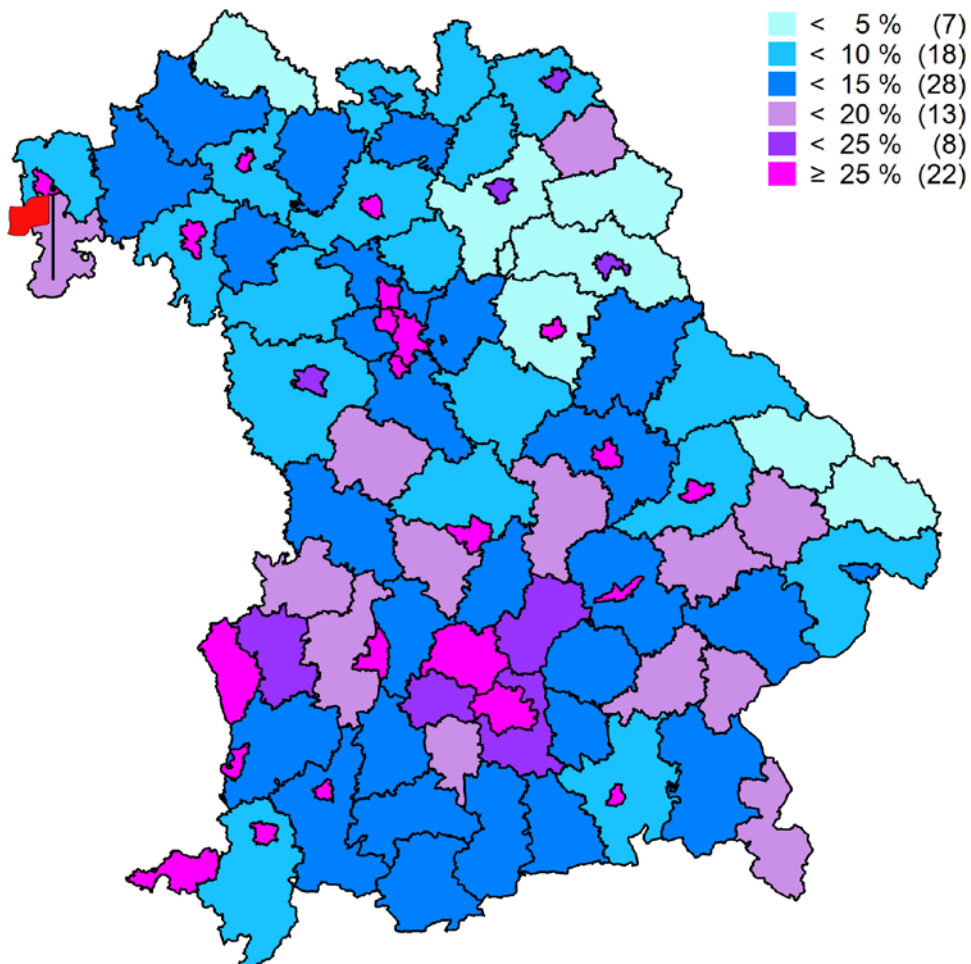 < 5 % (7)
< 10 % (18)
< 15 % (28)
< 20 % (13)
< 25 % (8)
≥ 25 % (22)